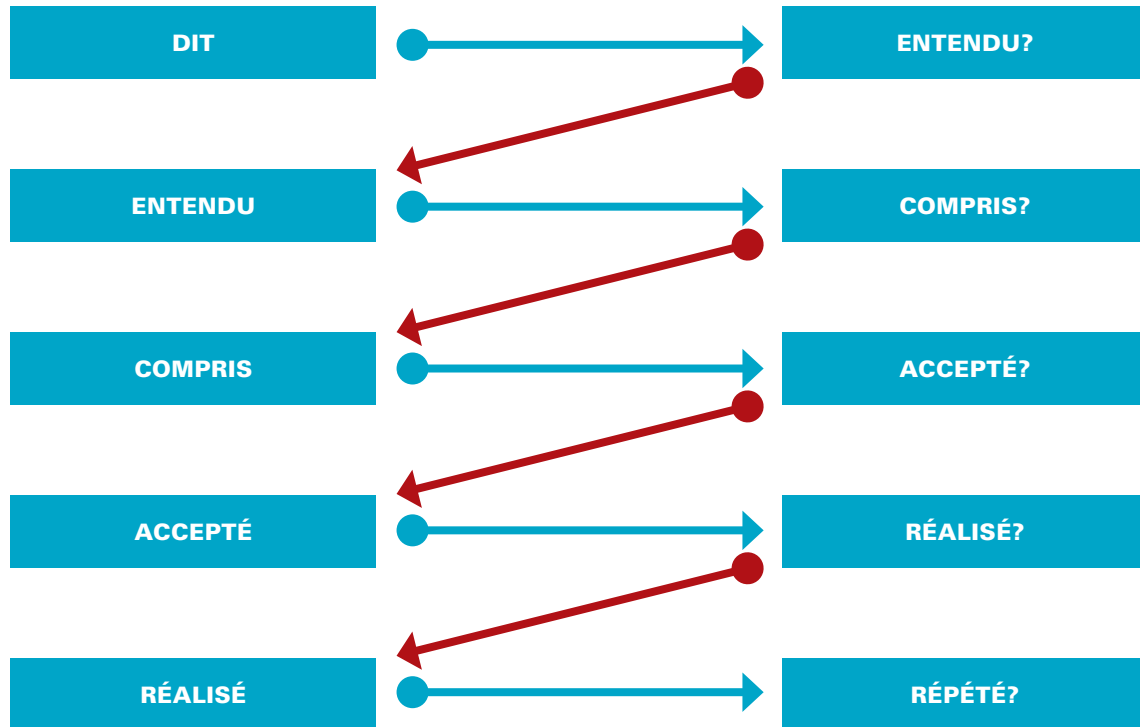 DIT
ENTENDU?
ENTENDU
COMPRIS?
COMPRIS
ACCEPTÉ?
ACCEPTÉ
RÉALISÉ?
RÉALISÉ
RÉPÉTÉ?